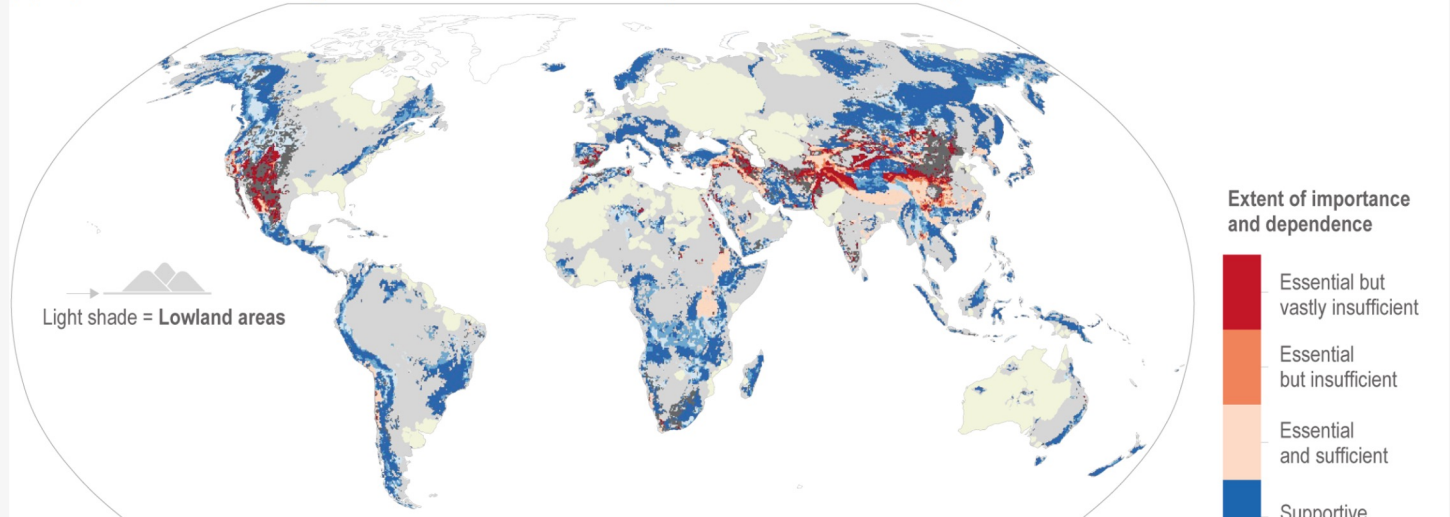 Light shade = Lowland areas
Extent of importance
and dependence
Essential but
vastly insufficient
Essential
but insufficient
Essential
and sufficient
Supportive